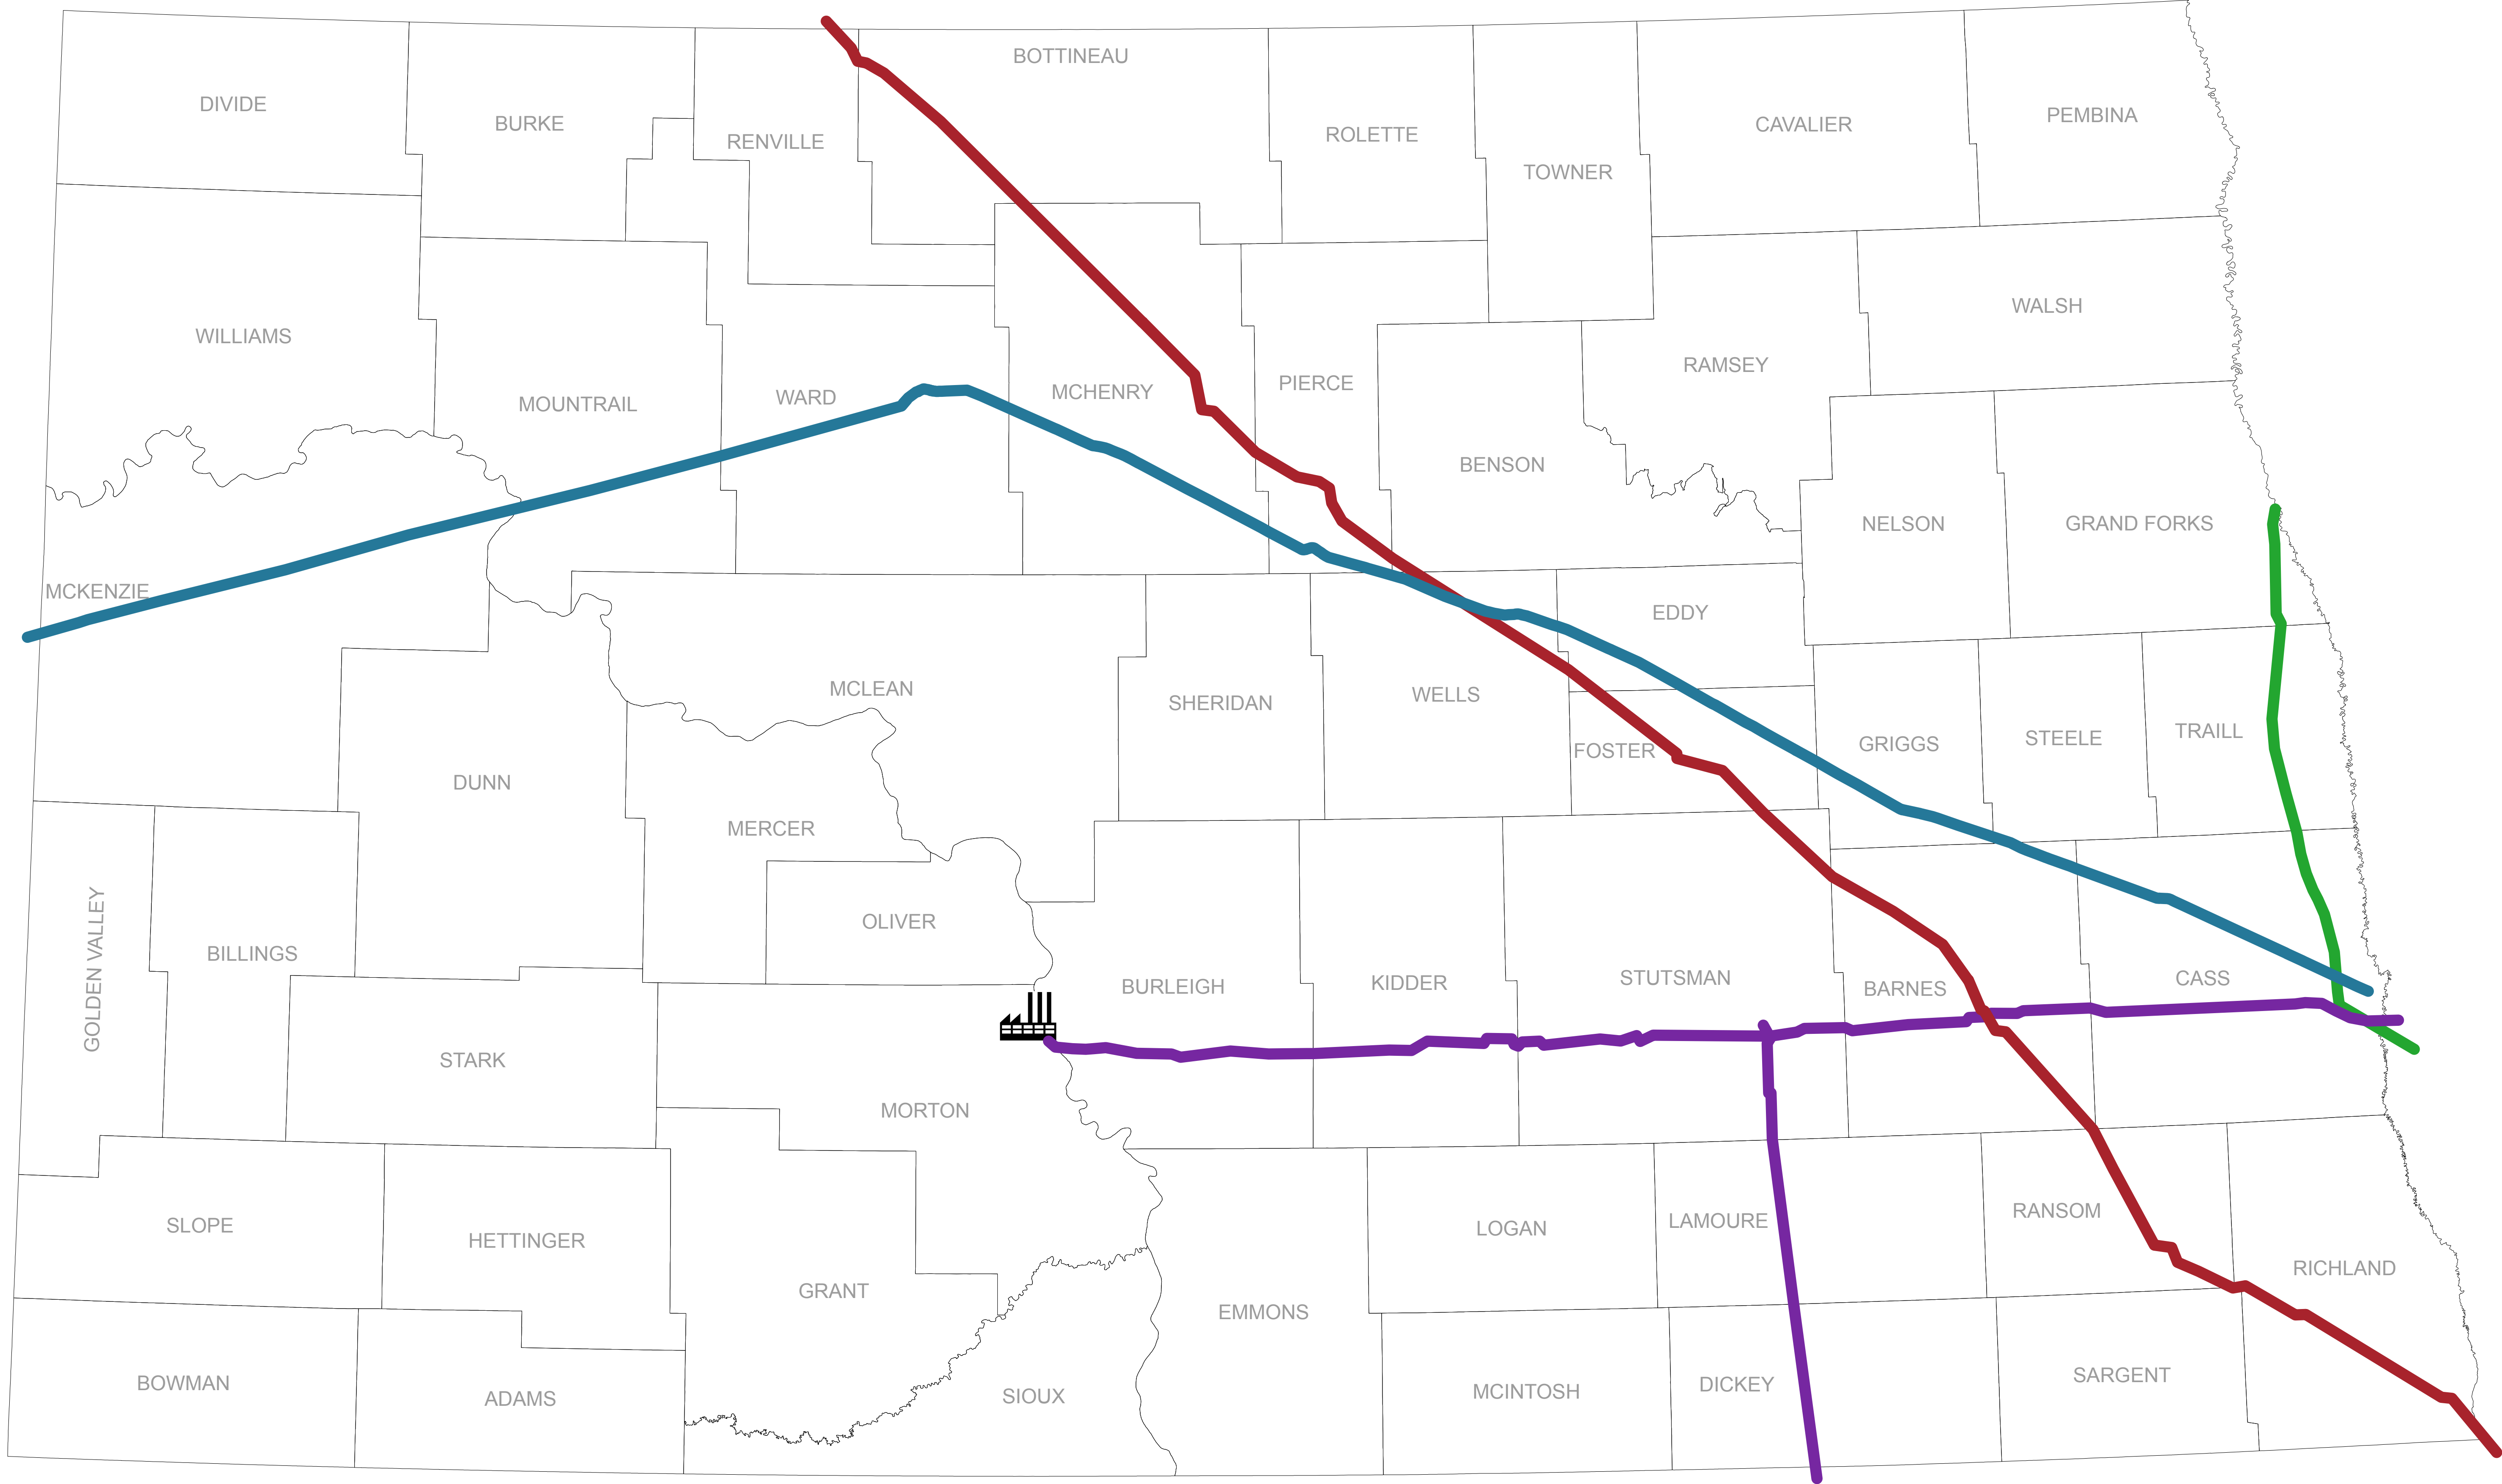 BOTTINEAU
DIVIDE
BURKE
RENVILLE
ROLETTE
TOWNER
CAVALIER
PEMBINA
WILLIAMS
MOUNTRAIL
WARD
MCHENRY
PIERCE
BENSON
RAMSEY
WALSH
NELSON
GRAND FORKS
MCKENZIE
EDDY
DUNN
MCLEAN
MERCER
SHERIDAN
WELLS
FOSTER
GRIGGS
STEELE
TRAILL
GOLDEN VALLEY
BILLINGS
OLIVER
BURLEIGH
KIDDER
STUTSMAN
BARNES
CASS
STARK
MORTON
SLOPE
HETTINGER
GRANT
EMMONS
LOGAN
LAMOURE
RANSOM
RICHLAND
BOWMAN
ADAMS
SIOUX
MCINTOSH
DICKEY
SARGENT